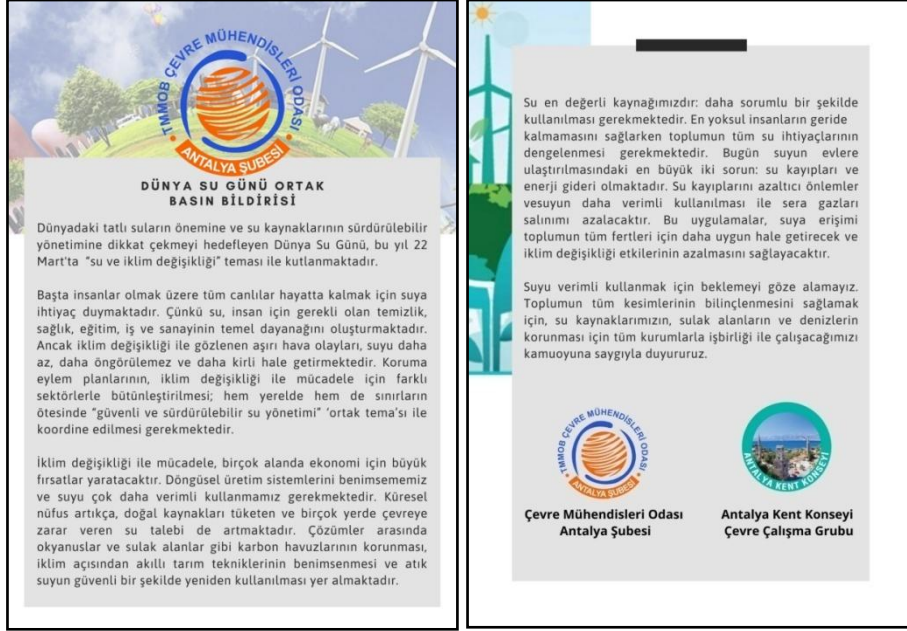 TMMOB ÇEVRE MÜHENDİSLERİ ODASI
ANTALYA ŞUBESİ
DÜNYA SU GÜNÜ ORTAK
BASIN BİLDİRİSİ
Dünyadaki tatlı suların önemine ve su kaynaklarının sürdürülebilir
yönetimine dikkat çekmeyi hedefleyen Dünya Su Günü, bu yıl 22
Mart'ta "su ve iklim değişikliği" teması ile kutlanmaktadır.
Başta insanlar olmak üzere tüm canlılar hayatta kalmak için suya
ihtiyaç duymaktadır. Çünkü su, insan için gerekli olan temizlik,
sağlık, eğitim, iş ve sanayinin temel dayanağını oluşturmaktadır.
Ancak iklim değişikliği ile gözlenen aşırı hava olayları, suyu daha
az, daha öngörülemez ve daha kirli hale getirmektedir. Koruma
eylem planlarının, iklim değişikliği ile mücadele için farklı
sektörlerle bütünleştirilmesi; hem yerelde hem de sınırların
ötesinde "güvenli ve sürdürülebilir su yönetimi" 'ortak tema'sı ile
koordine edilmesi gerekmektedir.
İklim değişikliği ile mücadele, birçok alanda ekonomi için büyük
fırsatlar yaratacaktır. Döngüsel üretim sistemlerini benimsememiz
ve suyu çok daha verimli kullanmamız gerekmektedir. Küresel
nüfus artıkça, doğal kaynakları tüketen ve birçok yerde çevreye
zarar veren su talebi de artmaktadır. Çözümler arasında
okyanuslar ve sulak alanlar gibi karbon havuzlarının korunması,
iklim açısından akıllı tarım tekniklerinin benimsenmesi ve atık
suyun güvenli bir şekilde yeniden kullanılması yer almaktadır.
Su en değerli kaynağımızdır: daha sorumlu bir şekilde
kullanılması gerekmektedir. En yoksul insanların geride
kalmamasını sağlarken toplumun tüm su ihtiyaçlarının
dengelenmesi gerekmektedir. Bugün suyun evlere
ulaştırılmasındaki en büyük iki sorun: su kayıpları ve
enerji gideri olmaktadır. Su kayıplarını azaltıcı önlemler
vesuyun daha verimli kullanılması ile sera gazları
salınımı azalacaktır. Bu uygulamalar, suya erişimi
toplumun tüm fertleri için daha uygun hale getirecek ve
iklim değişikliği etkilerinin azalmasını sağlayacaktır.
Suyu verimli kullanmak için beklemeyi göze alamayız.
Toplumun tüm kesimlerinin bilinçlenmesini sağlamak
için, su kaynaklarımızın, sulak alanların ve denizlerin
korunması için tüm kurumlarla işbirliği ile çalışacağımızı
kamuoyuna saygıyla duyururuz.
TMMOB ÇEVRE MÜHENDİSLERİ ODASI
ANTALYA ŞUBESİ
ANTALYA KENT KONSEYİ
Çevre Mühendisleri Odası
Antalya Şubesi
Antalya Kent Konseyi
Çevre Çalışma Grubu